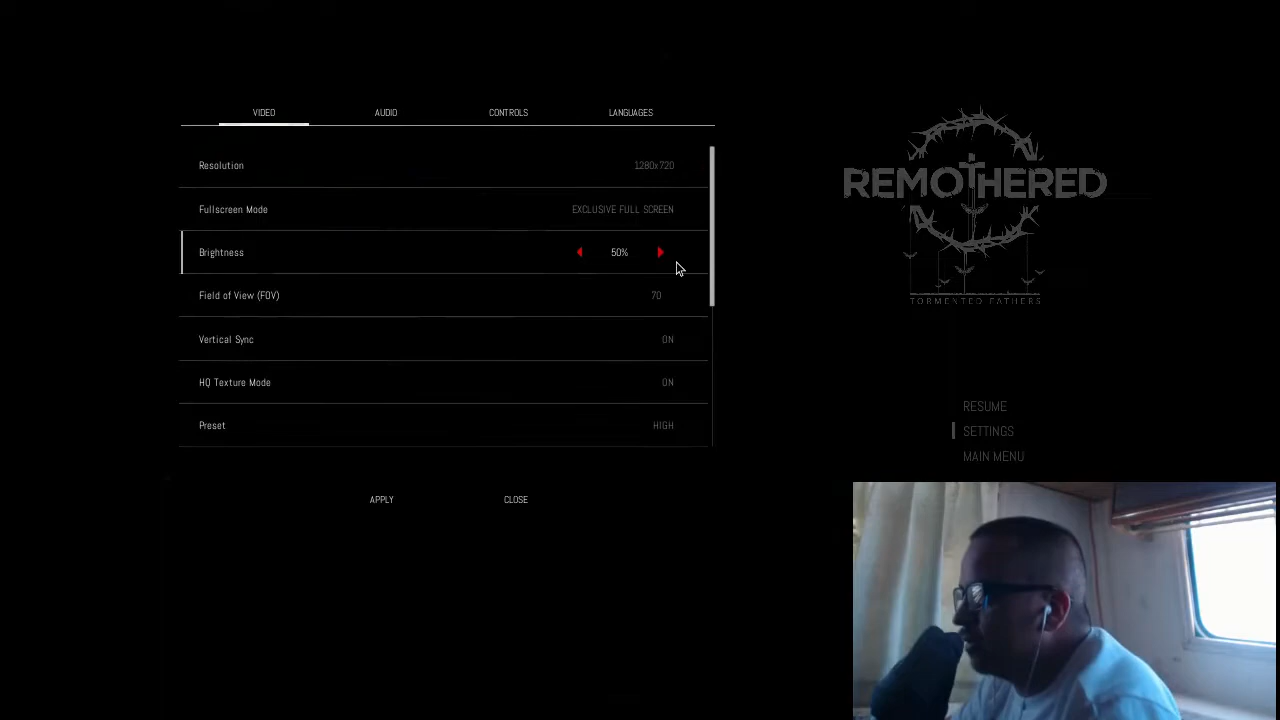 VIDEO AUDIO CONTROLS LANGUAGES
Resolution 1280x720
Fullscreen Mode EXCLUSIVE FULL SCREEN
Brightness 50%
Field of View (FOV) 70
Vertical Sync ON
HQ Texture Mode ON
Preset HIGH
APPLY CLOSE
REMOTHERED
TORMENTED FATHERS
RESUME
SETTINGS
MAIN MENU